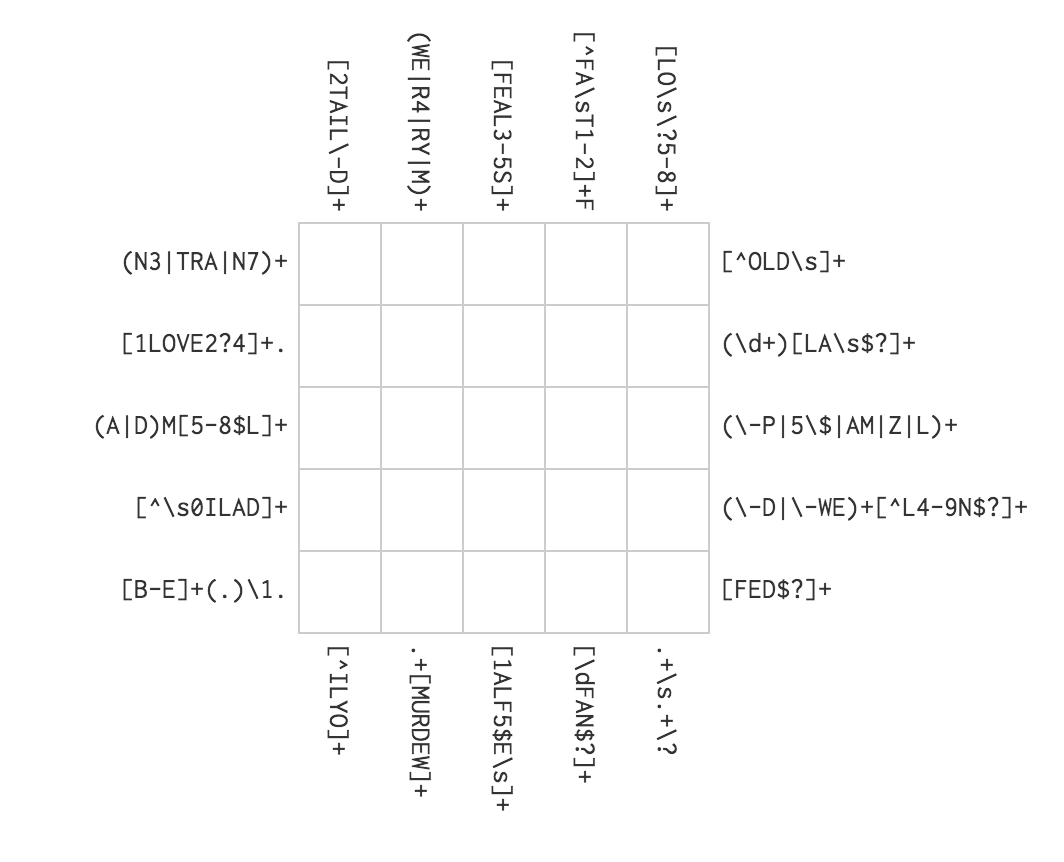 [2TAIL\-D]+
(WE|R4|RY|M)+
[FEAL3-5S]+
[^FA\sT1-2]+F
[LO\s\?5-8]+
(N3|TRA|N7)+
[^OLD\s]+
[1LOVE2?4]+.
(\d+)[LA\s$?]+
(A|D)M[5-8$L]+
(\-P|5\$|AM|Z|L)+
[^\s0ILAD]+
(\-D|\-WE)+[^L4-9N$?]+
[B-E]+(.)\1.
[FED$?]+
[^ILYO]+
.+[MURDEW]+
[1ALF5$E\s]+
[\dFAN$?]+
.+\s.+\?